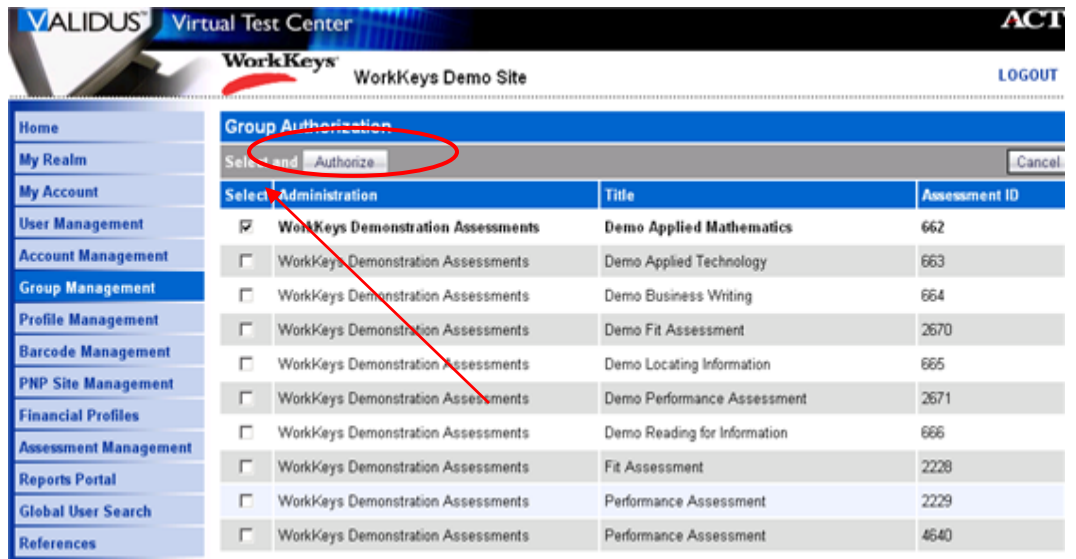 VALIDUS™ Virtual Test Center ACT
WorkKeys® WorkKeys Demo Site LOGOUT
Home
My Realm
My Account
User Management
Account Management
Group Management
Profile Management
Barcode Management
PNP Site Management
Financial Profiles
Assessment Management
Reports Portal
Global User Search
References
Group Authorization
Select and Authorize Cancel
Select Administration Title Assessment ID
WorkKeys Demonstration Assessments Demo Applied Mathematics 662
WorkKeys Demonstration Assessments Demo Applied Technology 663
WorkKeys Demonstration Assessments Demo Business Writing 664
WorkKeys Demonstration Assessments Demo Fit Assessment 2670
WorkKeys Demonstration Assessments Demo Locating Information 665
WorkKeys Demonstration Assessments Demo Performance Assessment 2671
WorkKeys Demonstration Assessments Demo Reading for Information 666
WorkKeys Demonstration Assessments Fit Assessment 2228
WorkKeys Demonstration Assessments Performance Assessment 2229
WorkKeys Demonstration Assessments Performance Assessment 4640